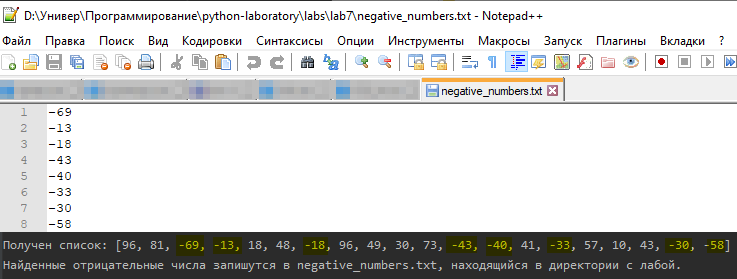 D:\Универ\Программирование\python-laboratory\labs\lab7\negative_numbers.txt - Notepad++
Файл Правка Поиск Вид Кодировки Синтаксисы Опции Инструменты Макросы Запуск Плагины Вкладки ?
negative_numbers.txt
1 -69
2 -13
3 -18
4 -43
5 -40
6 -33
7 -30
8 -58
Получен список: [96, 81, -69, -13, 18, 48, -18, 96, 49, 30, 73, -43, -40, 41, -33, 57, 10, 43, -30, -58]
Найденные отрицательные числа запишутся в negative_numbers.txt, находящийся в директории с лабой.